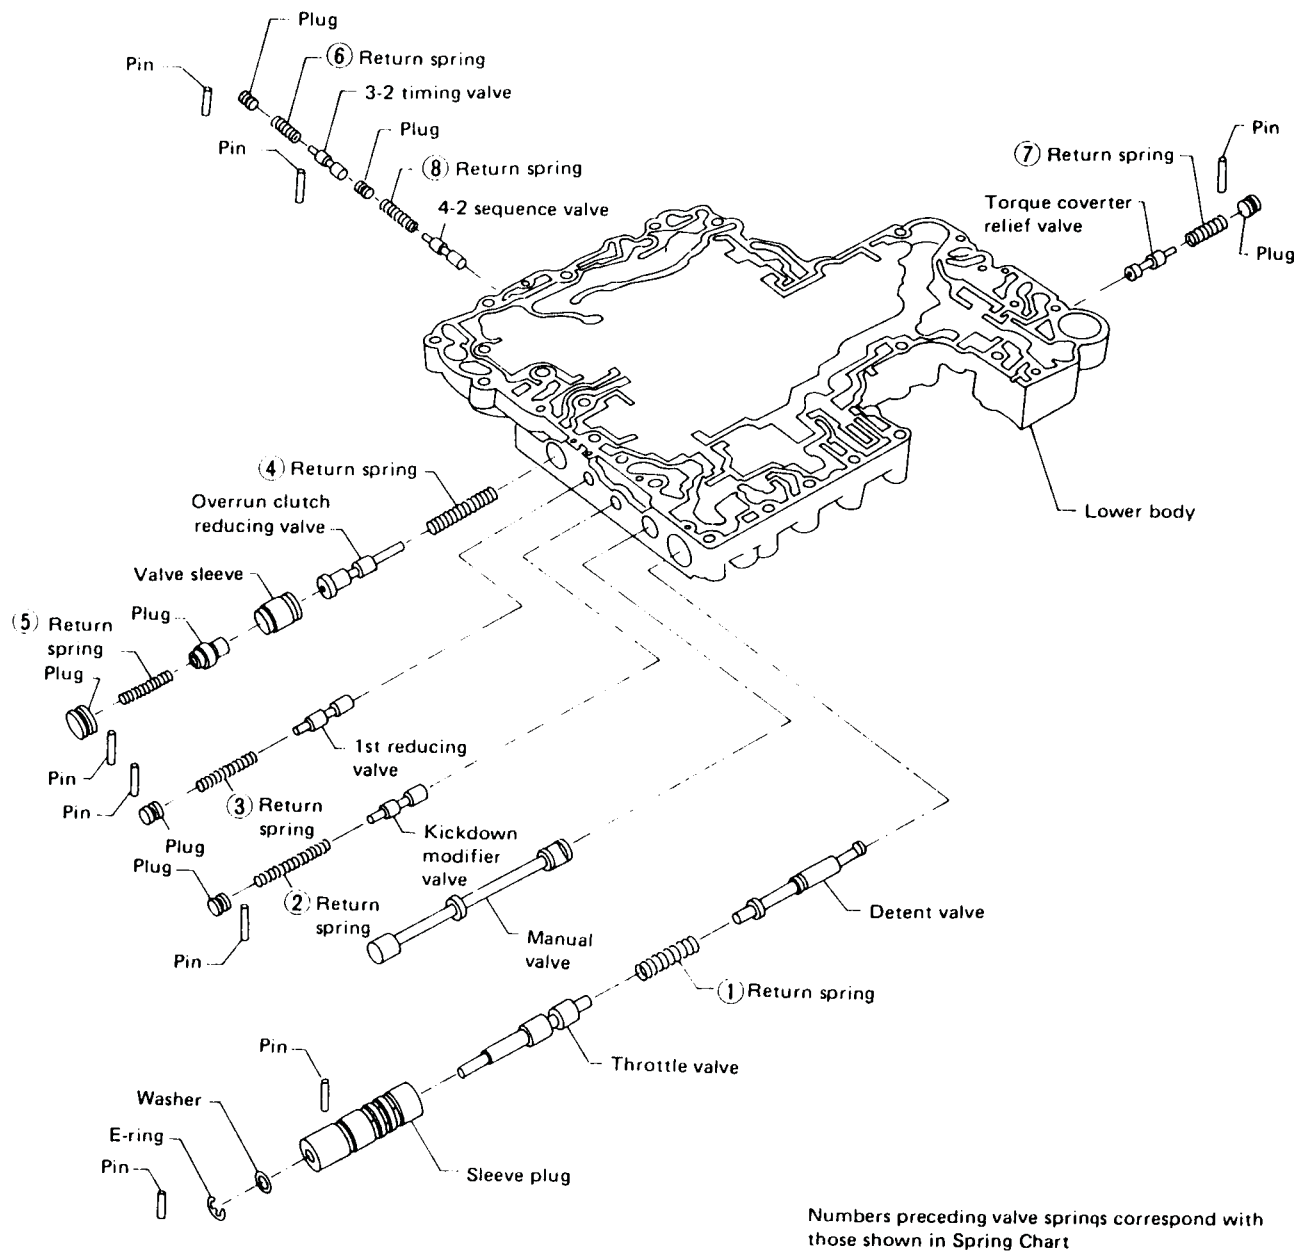 Plug
Pin
⑥ Return spring
3-2 timing valve
Plug
Pin
⑧ Return spring
4-2 sequence valve
Pin
⑦ Return spring
Torque coverter
relief valve
Plug
④ Return spring
Overrun clutch
reducing valve
Lower body
Valve sleeve
Plug
⑤ Return
spring
Plug
Pin
Pin
1st reducing
valve
③ Return
spring
Plug
Plug
Kickdown
modifier
valve
② Return
spring
Pin
Manual
valve
Detent valve
① Return spring
Pin
Throttle valve
Washer
E-ring
Pin
Sleeve plug
Numbers preceding valve springs correspond with
those shown in Spring Chart